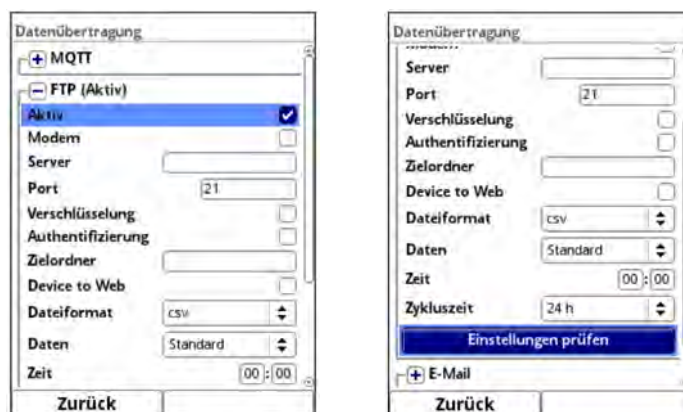 Datenübertragung
+ MQTT
− FTP (Aktiv)
Aktiv
Modem
Server
Port 21
Verschlüsselung
Authentifizierung
Zielordner
Device to Web
Dateiformat csv
Daten Standard
Zeit 00 : 00
Zurück
Datenübertragung
Server
Port 21
Verschlüsselung
Authentifizierung
Zielordner
Device to Web
Dateiformat csv
Daten Standard
Zeit 00 : 00
Zykluszeit 24 h
Einstellungen prüfen
+ E-Mail
Zurück